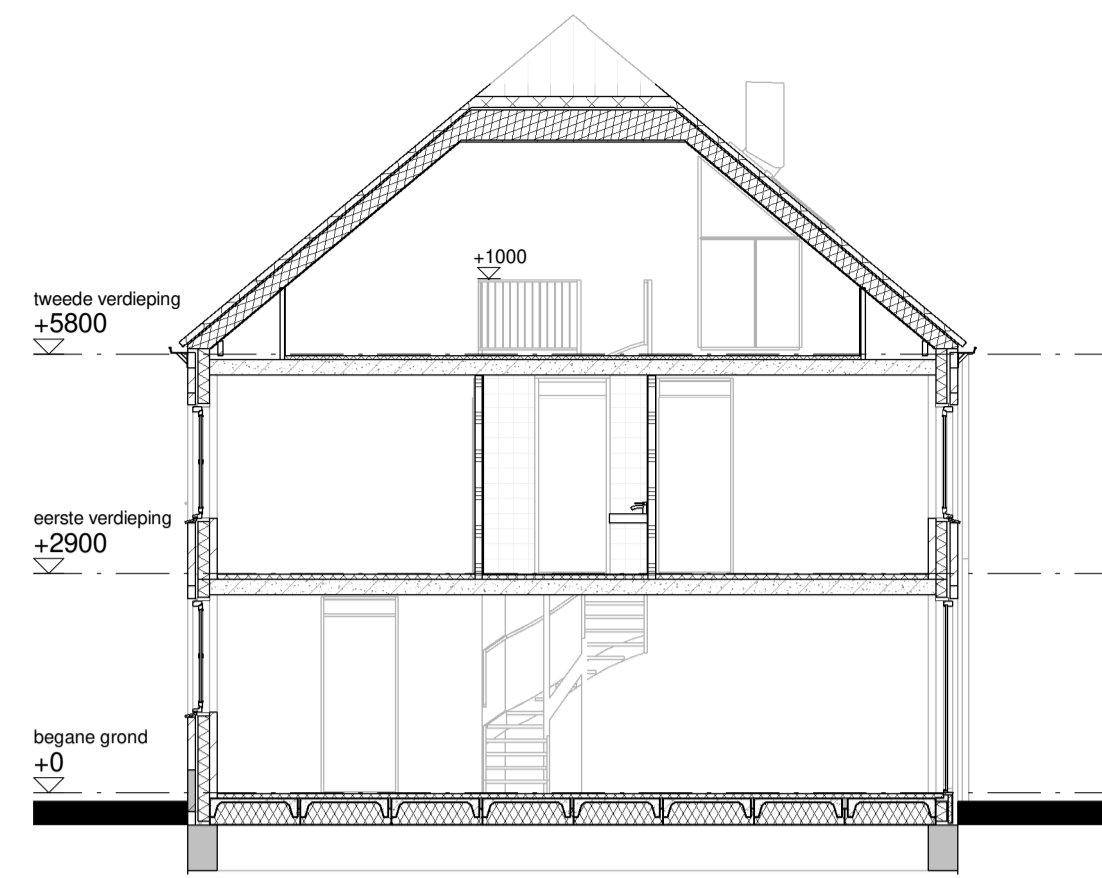 +1000
tweede verdieping
+5800
eerste verdieping
+2900
begane grond
+0